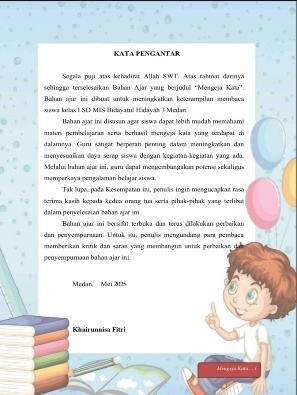 KATA PENGANTAR
Segala puji atas kehadirat Allah SWT. Atas rahmat darinya
sehingga terselesaikan Bahan Ajar yang berjudul “Mengeja Kata”.
Bahan ajar ini dibuat untuk meningkatkan keterampilan membaca
siswa kelas I SD MIS Bidayatul Hidayah 3 Medan.
Bahan ajar ini disusun agar siswa dapat lebih mudah memahami
materi pembelajaran serta berhasil mengeja kata yang terdapat di
dalamnya. Guru sangat berperan penting dalam meningkatkan dan
menyesuaikan daya serap siswa dengan kegiatan-kegiatan yang ada.
Melalui bahan ajar ini, guru dapat mengembangkan potensi sekaligus
memperkaya pengalaman belajar siswa.
Tak lupa, pada Kesempatan ini, penulis ingin mengucapkan rasa
terima kasih kepada kedua orang tua serta pihak-pihak yang terlibat
dalam penyelesaian bahan ajar ini.
Bahan ajar ini bersifat terbuka dan terus dilakukan perbaikan
dan penyempurnaan. Untuk itu, penulis mengundang para pembaca
memberikan kritik dan saran yang membangun untuk perbaikan dan
penyempurnaan bahan ajar ini.
Medan, Mei 2025
Khairunnisa Fitri
Mengeja Kata... i